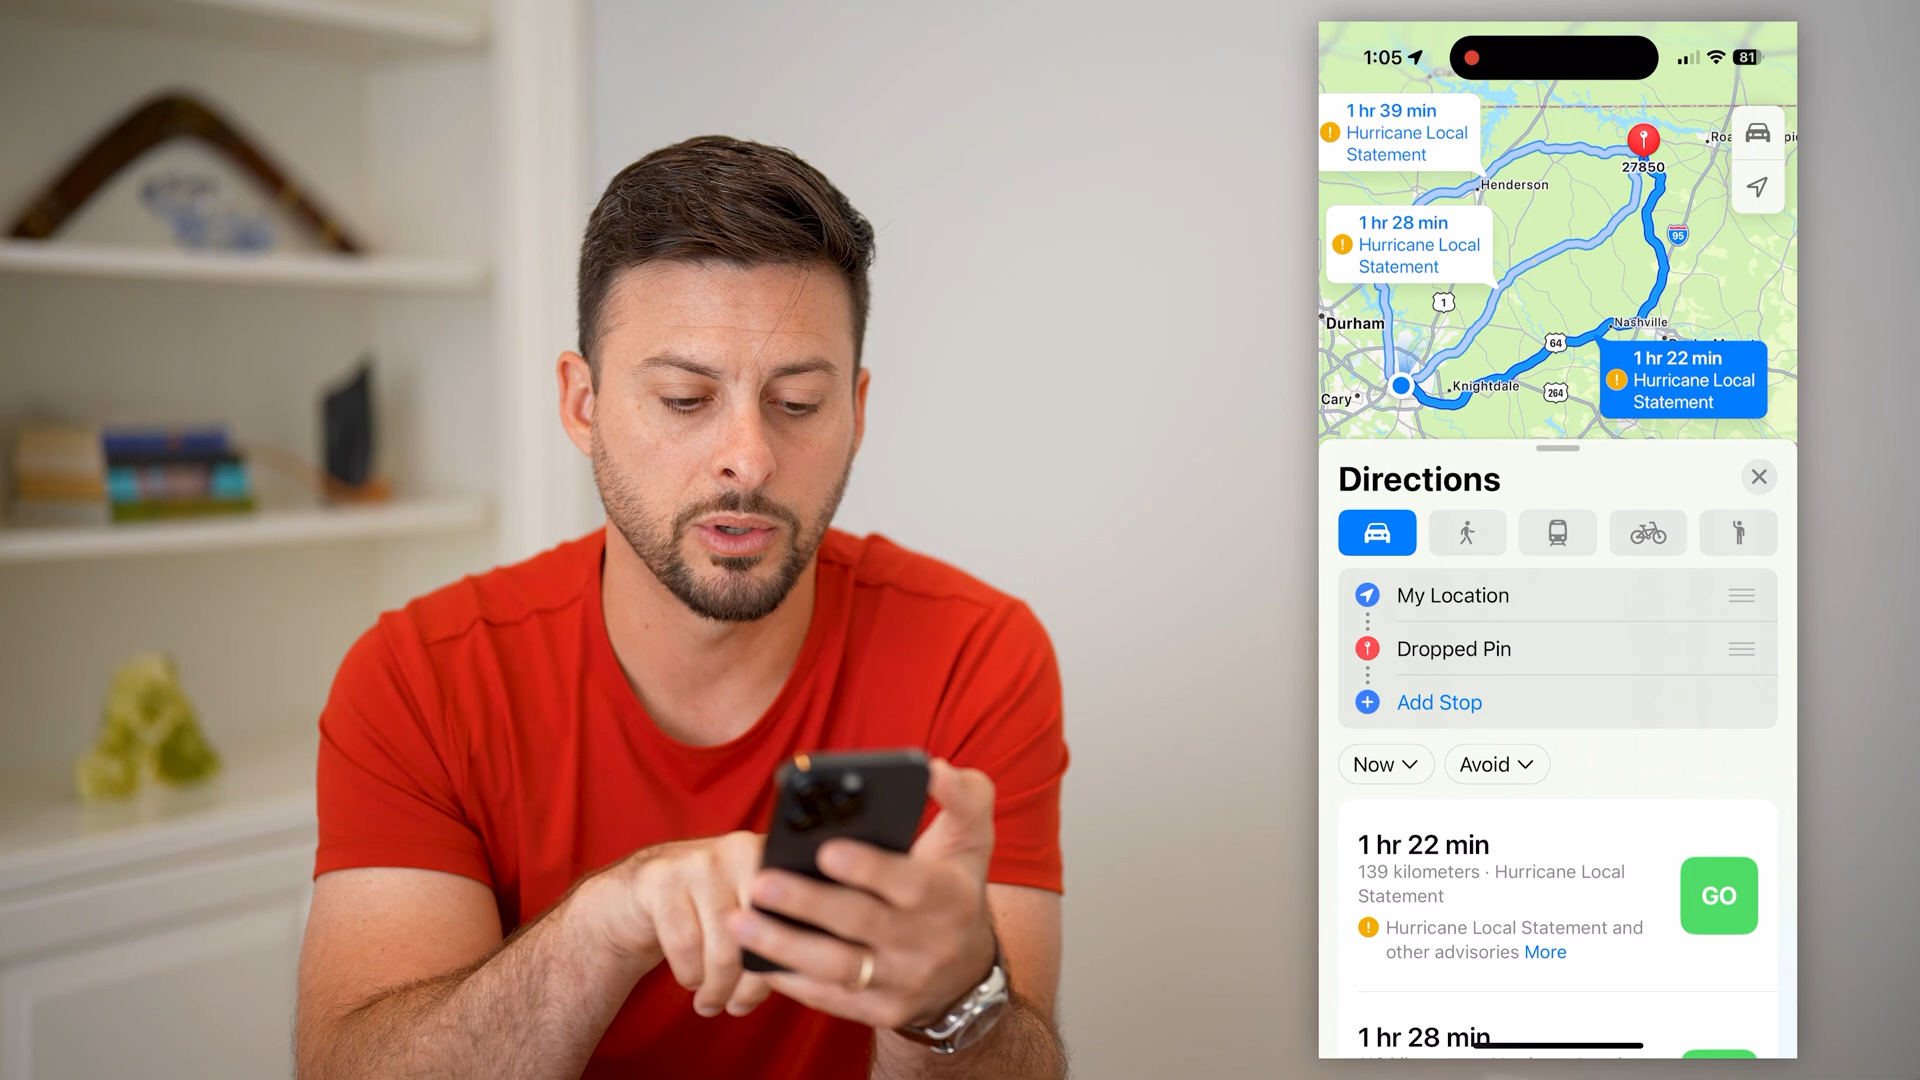 1:05
81
1 hr 39 min
Hurricane Local
Statement
27850
Henderson
1 hr 28 min
Hurricane Local
Statement
95
1
Durham
Nashville
64
1 hr 22 min
Hurricane Local
Statement
Knightdale
264
Cary
Directions
My Location
Dropped Pin
Add Stop
Now
Avoid
1 hr 22 min
139 kilometers · Hurricane Local
Statement
GO
Hurricane Local Statement and
other advisories More
1 hr 28 min